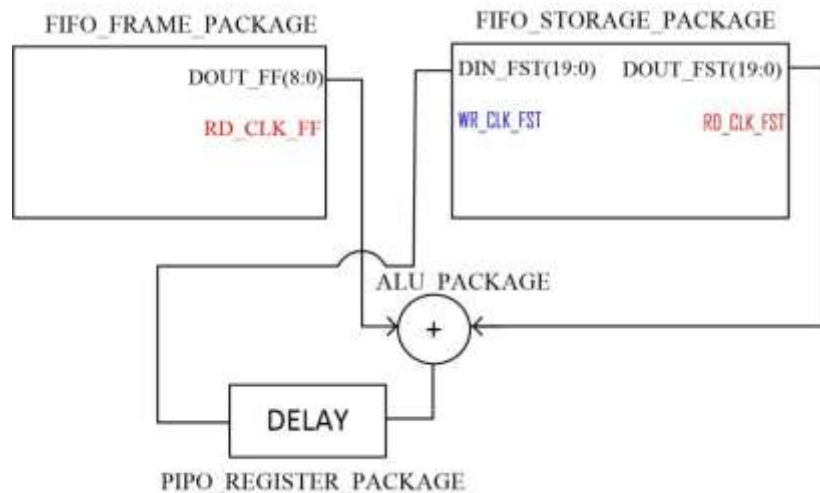 FIFO_FRAME_PACKAGE
FIFO_STORAGE_PACKAGE
DOUT_FF(8:0)
RD_CLK_FF
DIN_FST(19:0)
DOUT_FST(19:0)
WR_CLK_FST
RD_CLK_FST
ALU_PACKAGE
+
DELAY
PIPO_REGISTER_PACKAGE